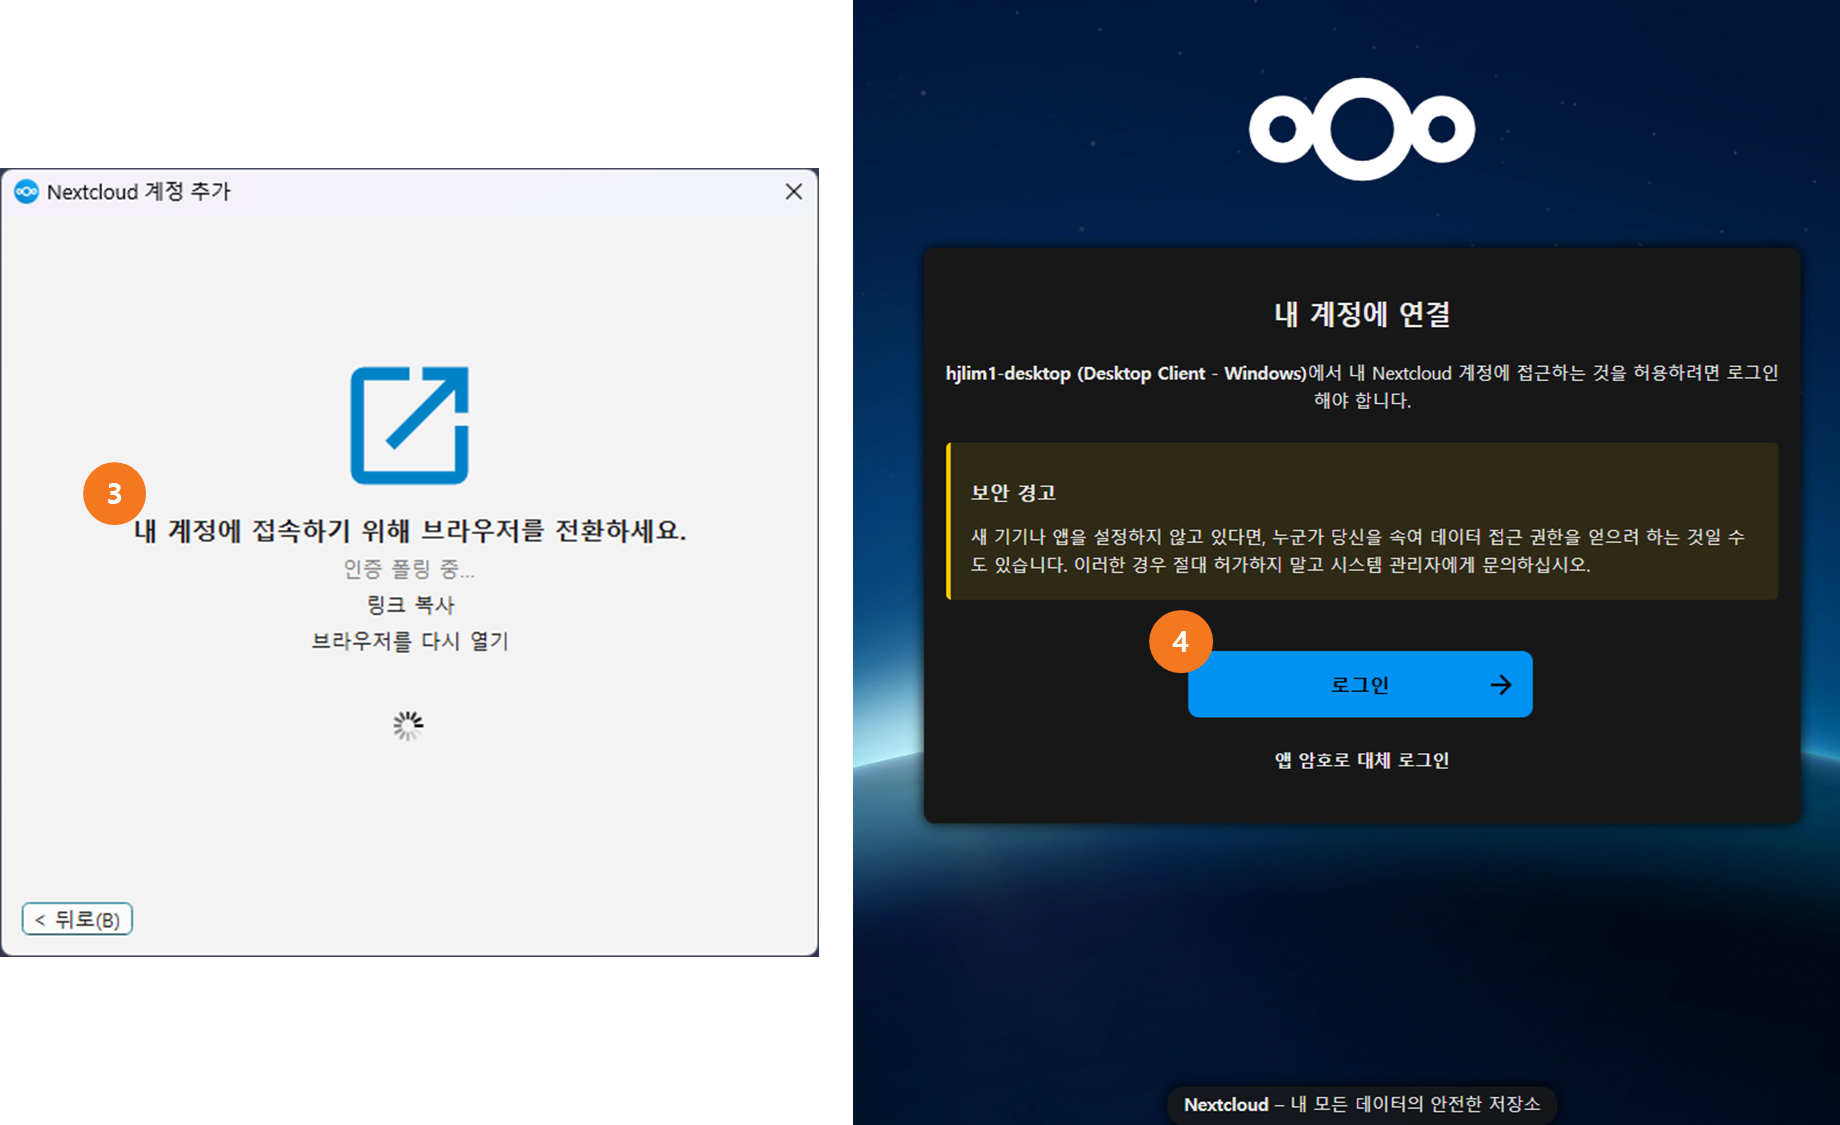 Nextcloud 계정 추가
3
내 계정에 접속하기 위해 브라우저를 전환하세요.
인증 폴링 중...
링크 복사
브라우저를 다시 열기
< 뒤로(B)
내 계정에 연결
hjlim1-desktop (Desktop Client - Windows)에서 내 Nextcloud 계정에 접근하는 것을 허용하려면 로그인
해야 합니다.
보안 경고
새 기기나 앱을 설정하지 않고 있다면, 누군가 당신을 속여 데이터 접근 권한을 얻으려 하는 것일 수
도 있습니다. 이러한 경우 절대 허가하지 말고 시스템 관리자에게 문의하십시오.
4
로그인
앱 암호로 대체 로그인
Nextcloud – 내 모든 데이터의 안전한 저장소